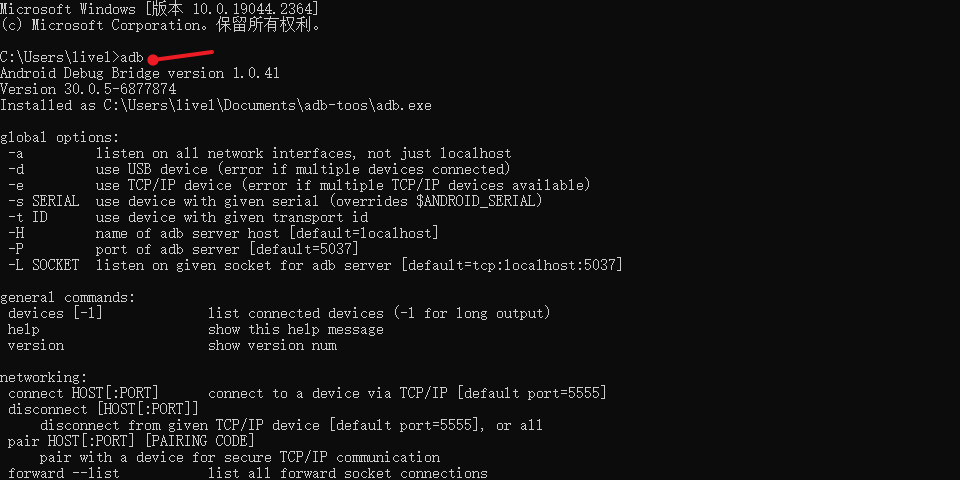 Microsoft Windows [版本 10.0.19044.2364]
(c) Microsoft Corporation。保留所有权利。
C:\Users\live1>adb
Android Debug Bridge version 1.0.41
Version 30.0.5-6877874
Installed as C:\Users\live1\Documents\adb-toos\adb.exe
global options:
-a listen on all network interfaces, not just localhost
-d use USB device (error if multiple devices connected)
-e use TCP/IP device (error if multiple TCP/IP devices available)
-s SERIAL use device with given serial (overrides $ANDROID_SERIAL)
-t ID use device with given transport id
-H name of adb server host [default=localhost]
-P port of adb server [default=5037]
-L SOCKET listen on given socket for adb server [default=tcp:localhost:5037]
general commands:
devices [-l] list connected devices (-l for long output)
help show this help message
version show version num
networking:
connect HOST[:PORT] connect to a device via TCP/IP [default port=5555]
disconnect [HOST[:PORT]]
disconnect from given TCP/IP device [default port=5555], or all
pair HOST[:PORT] [PAIRING CODE]
pair with a device for secure TCP/IP communication
forward --list list all forward socket connections